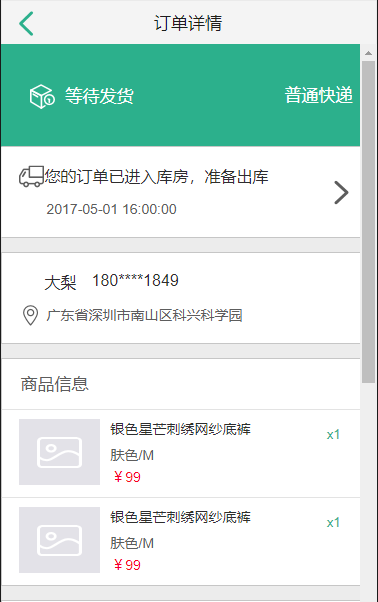 订单详情
等待发货 普通快递
您的订单已进入库房，准备出库
2017-05-01 16:00:00
大梨 180****1849
广东省深圳市南山区科兴科学园
商品信息
银色星芒刺绣网纱底裤 x1
肤色/M
￥99
银色星芒刺绣网纱底裤 x1
肤色/M
￥99